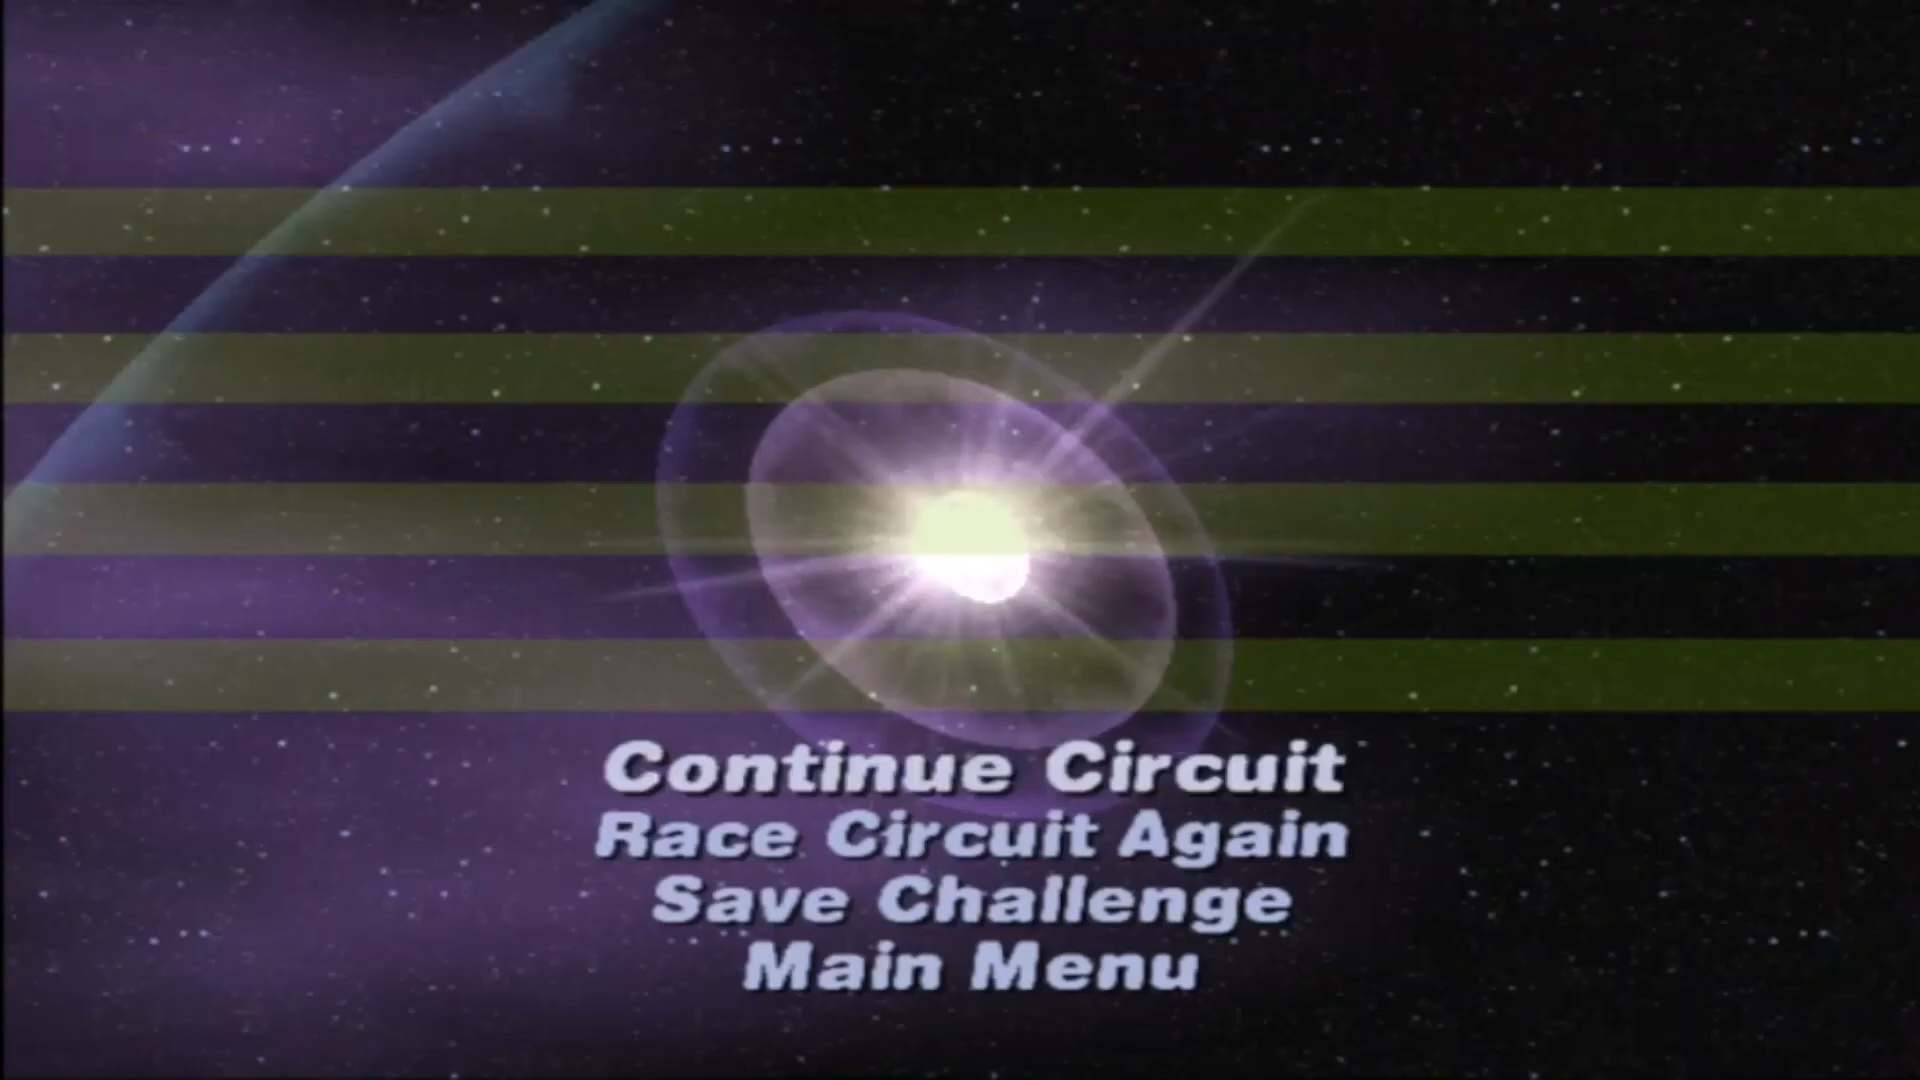 Continue Circuit
Race Circuit Again
Save Challenge
Main Menu